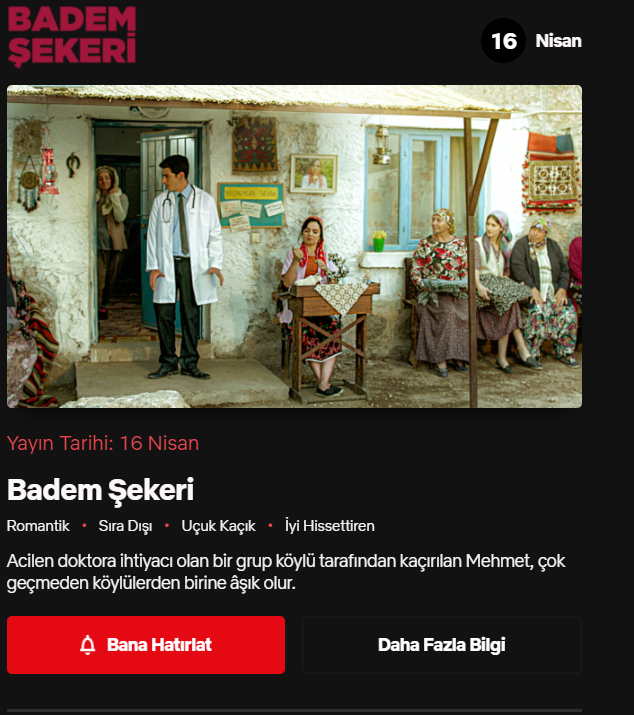 BADEM
ŞEKERİ
16 Nisan
Yayın Tarihi: 16 Nisan
Badem Şekeri
Romantik • Sıra Dışı • Uçuk Kaçık • İyi Hissettiren
Acilen doktora ihtiyacı olan bir grup köylü tarafından kaçırılan Mehmet, çok
geçmeden köylülerden birine âşık olur.
Bana Hatırlat
Daha Fazla Bilgi